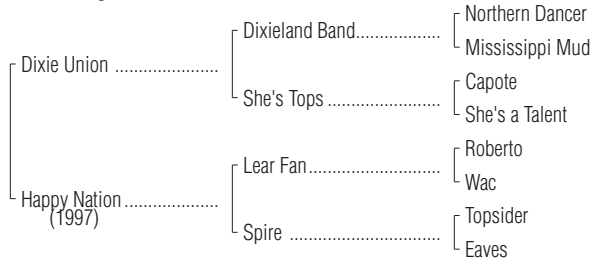 Northern Dancer
Dixieland Band..................
Mississippi Mud
Dixie Union ......................
Capote
She's Tops ........................
She's a Talent
Roberto
Lear Fan............................
Wac
Happy Nation....................
(1997)
Topsider
Spire ................................
Eaves